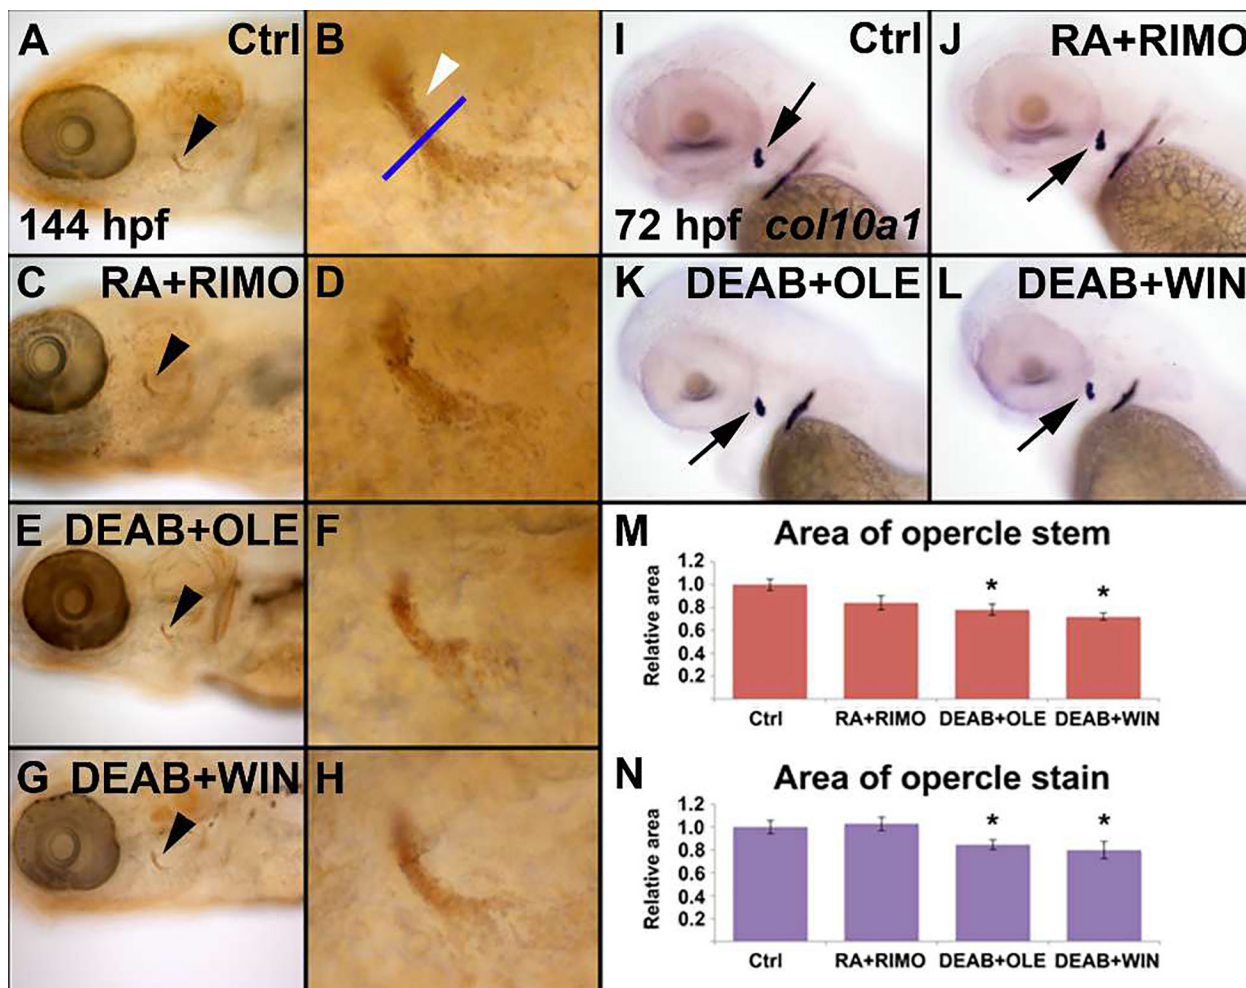 A Ctrl
B
144 hpf
C RA+RIMO
D
E DEAB+OLE
F
G DEAB+WIN
H
I Ctrl
72 hpf col10a1
J RA+RIMO
K DEAB+OLE
L DEAB+WIN
M Area of opercle stem
Relative area
1.2
1.0
0.8
0.6
0.4
0.2
Ctrl RA+RIMO DEAB+OLE DEAB+WIN
* *
N Area of opercle stain
Relative area
1.2
1.0
0.8
0.6
0.4
0.2
Ctrl RA+RIMO DEAB+OLE DEAB+WIN
* *